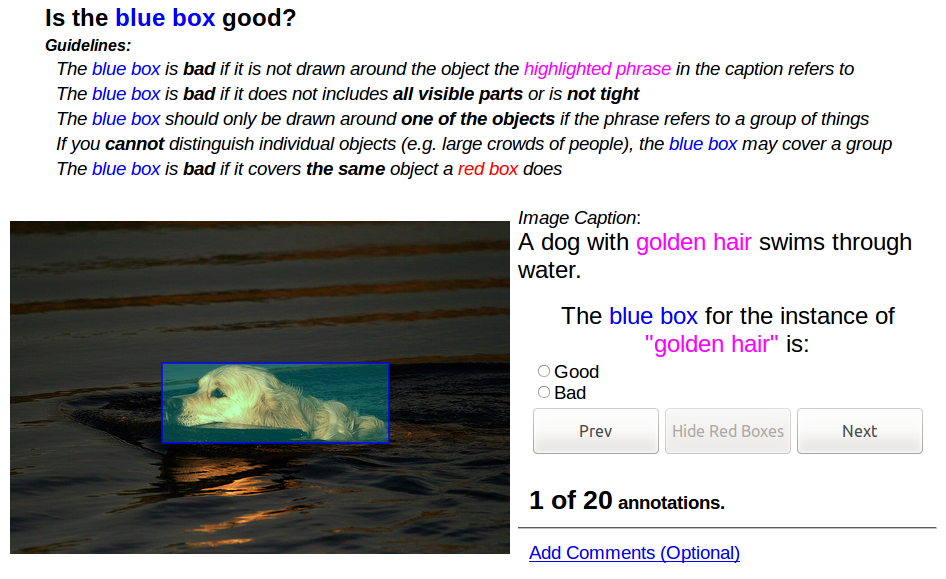 Is the blue box good?
Guidelines:
The blue box is bad if it is not drawn around the object the highlighted phrase in the caption refers to
The blue box is bad if it does not includes all visible parts or is not tight
The blue box should only be drawn around one of the objects if the phrase refers to a group of things
If you cannot distinguish individual objects (e.g. large crowds of people), the blue box may cover a group
The blue box is bad if it covers the same object a red box does
Image Caption:
A dog with golden hair swims through
water.
The blue box for the instance of
"golden hair" is:
Good
Bad
Prev
Hide Red Boxes
Next
1 of 20 annotations.
Add Comments (Optional)